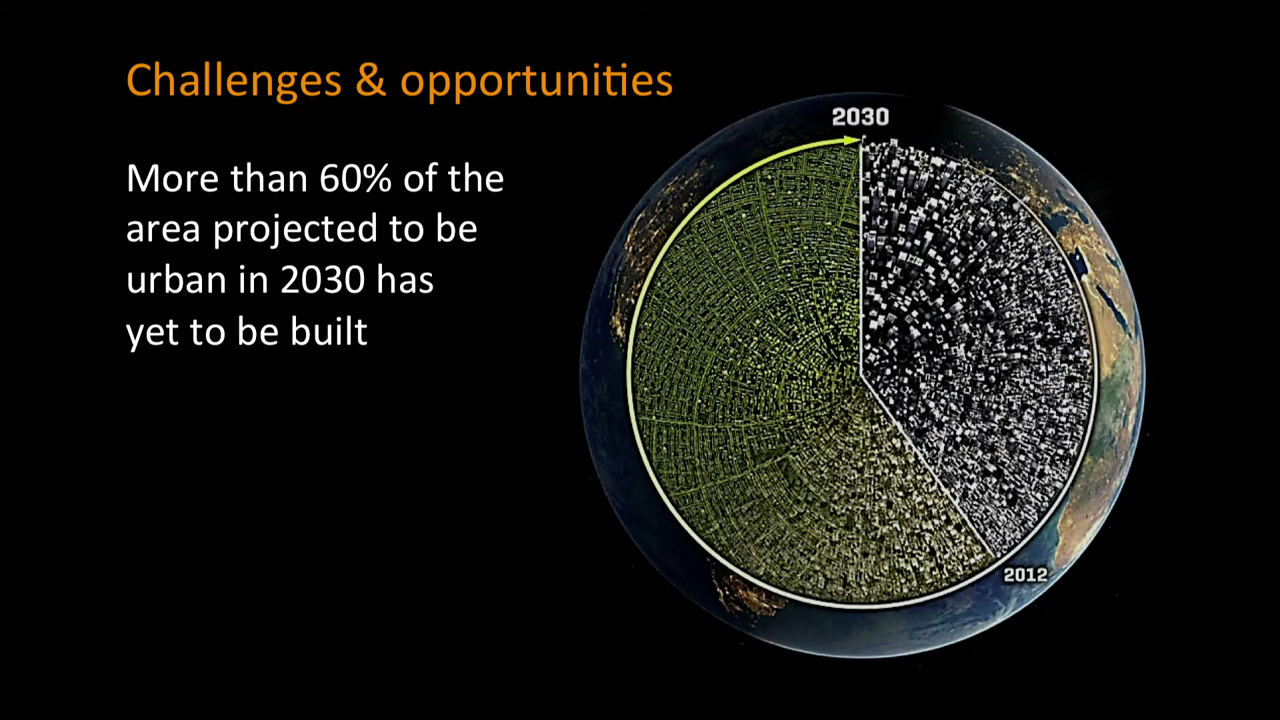 Challenges & opportunities
More than 60% of the
area projected to be
urban in 2030 has
yet to be built
2030
2012